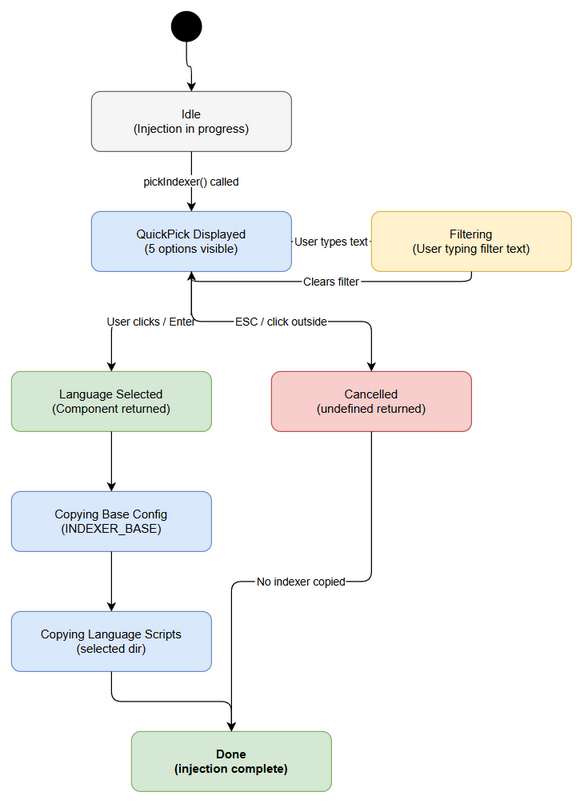 Idle
(Injection in progress)
pickIndexer() called
QuickPick Displayed
(5 options visible)
User types text
Filtering
(User typing filter text)
Clears filter
User clicks / Enter
ESC / click outside
Language Selected
(Component returned)
Cancelled
(undefined returned)
Copying Base Config
(INDEXER_BASE)
No indexer copied
Copying Language Scripts
(selected dir)
Done
(injection complete)